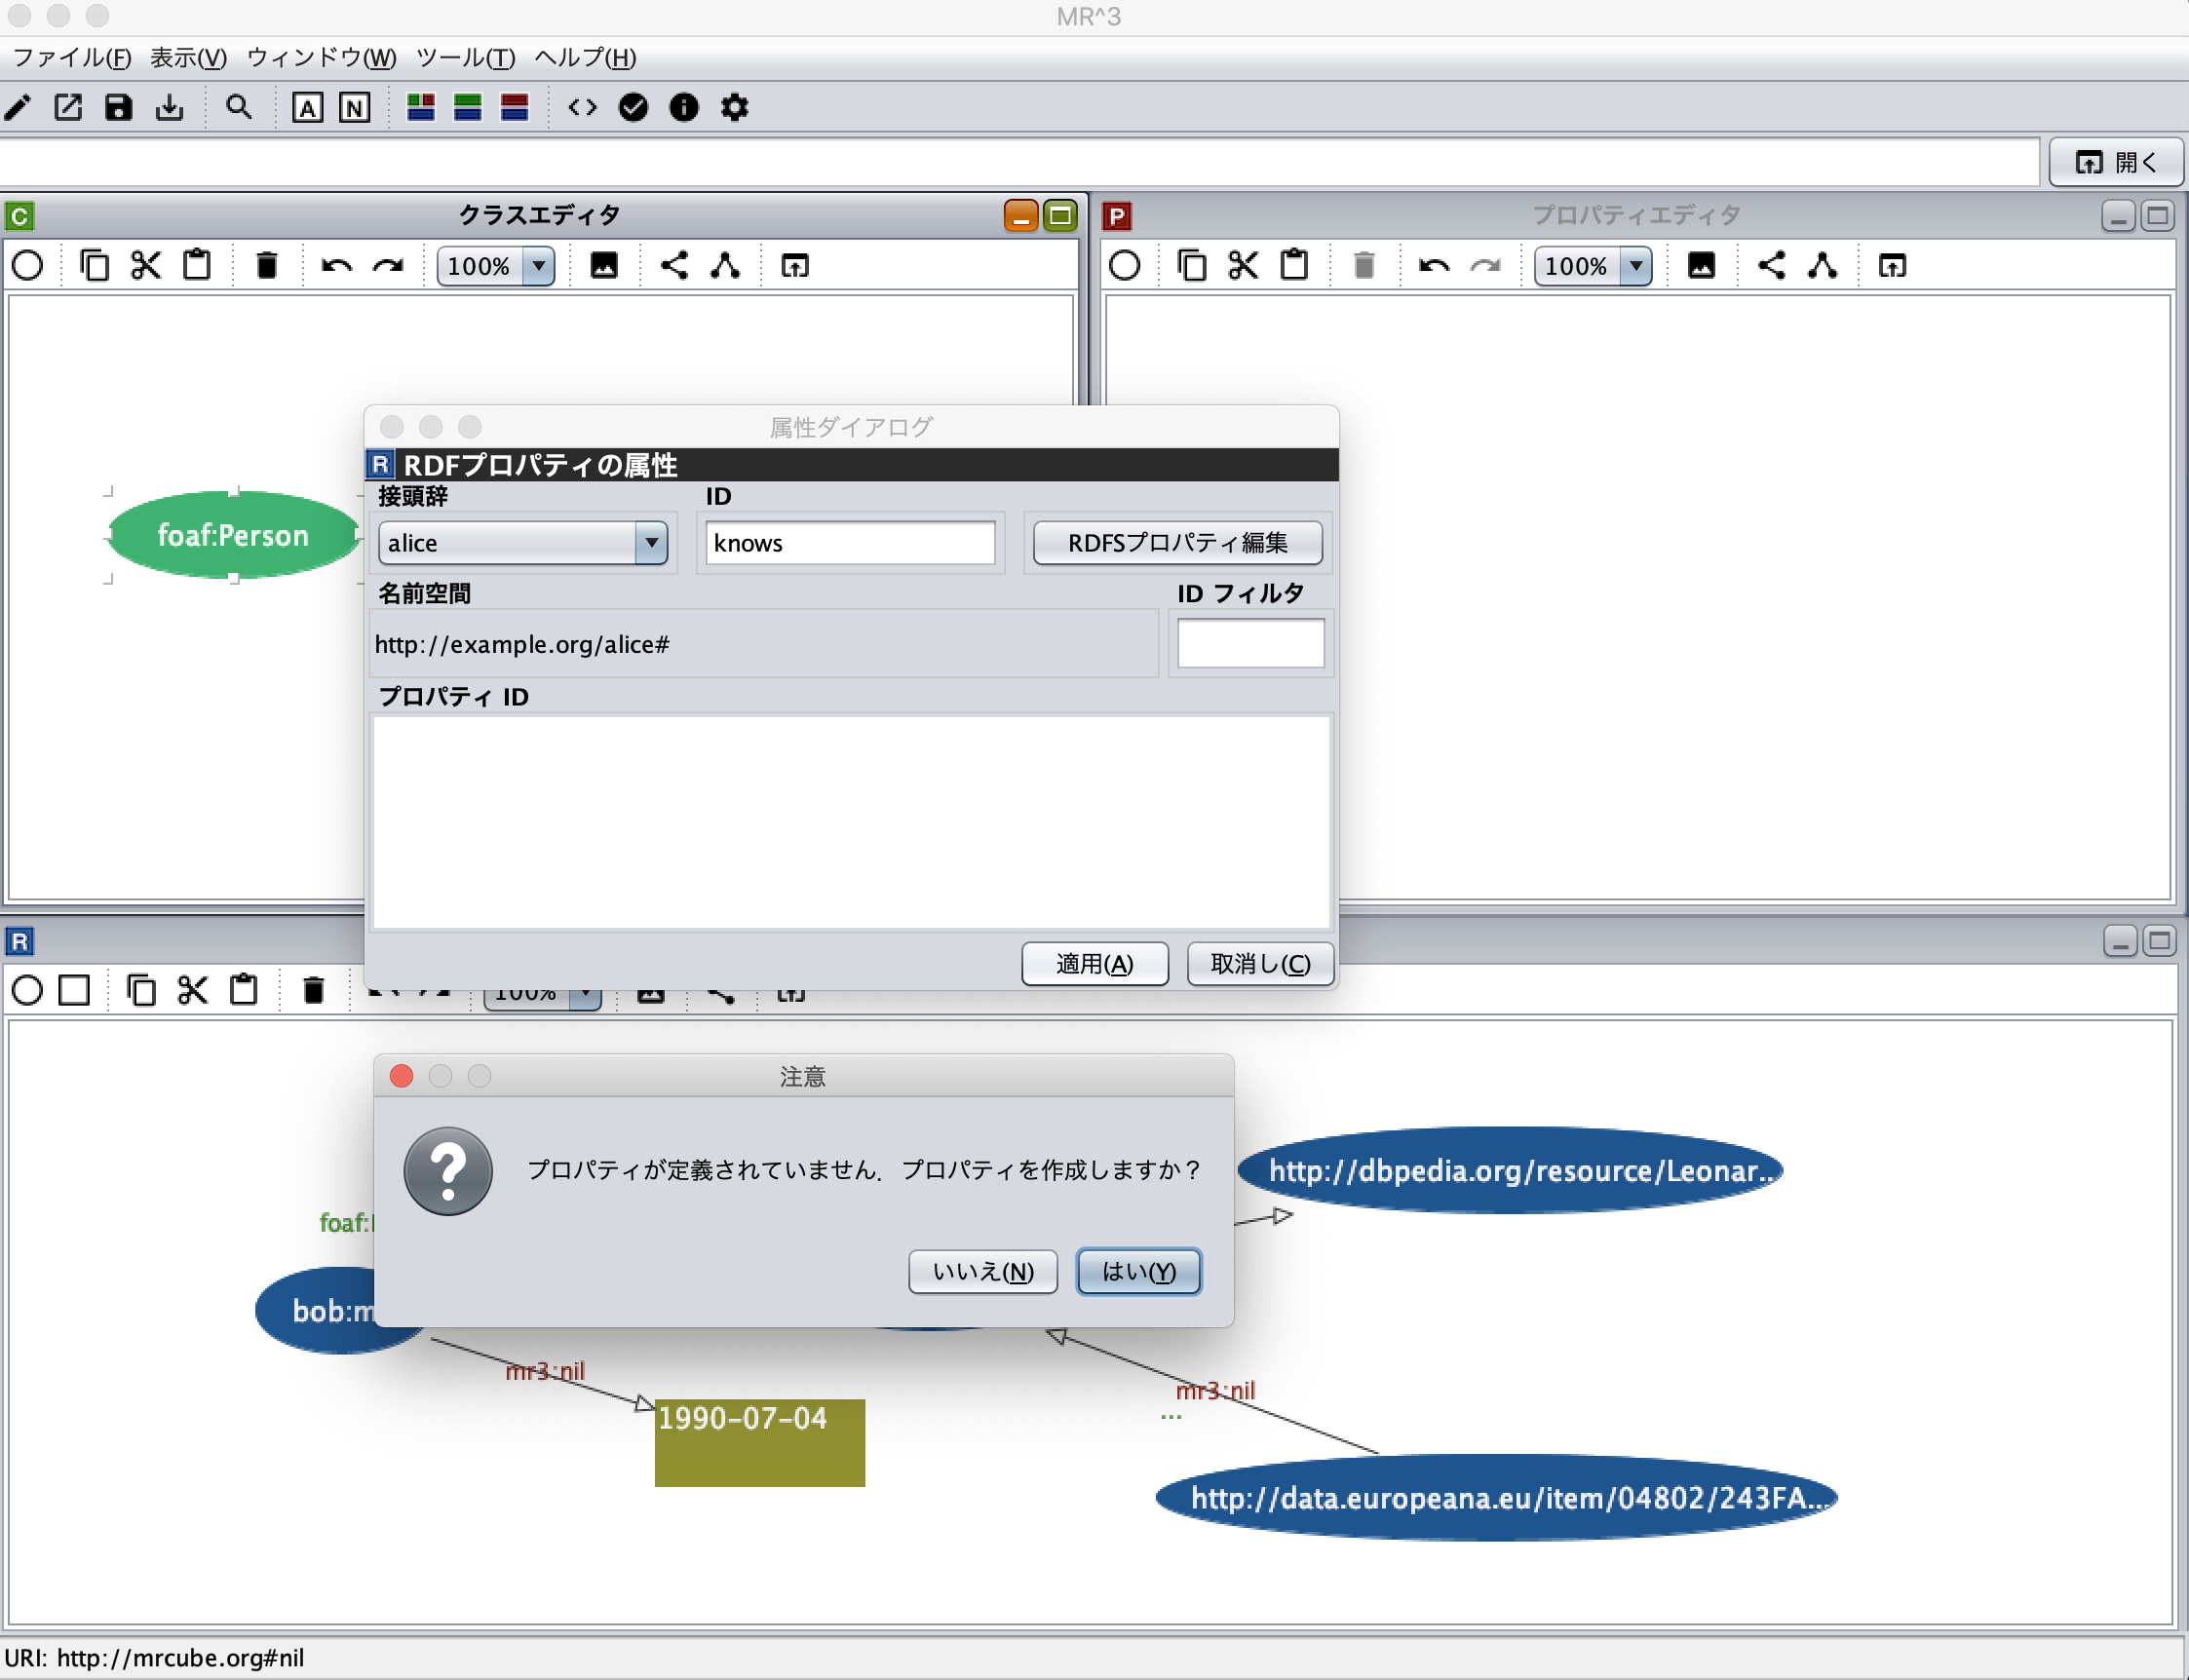 MR^3
ファイル(F) 表示(V) ウィンドウ(W) ツール(T) ヘルプ(H)
A N
開く
C クラスエディタ
P プロパティエディタ
100%
100%
foaf:Person
属性ダイアログ
R RDFプロパティの属性
接頭辞 ID
alice knows RDFSプロパティ編集
名前空間 ID フィルタ
http://example.org/alice#
プロパティ ID
適用(A) 取消し(C)
R
100%
注意
プロパティが定義されていません．プロパティを作成しますか？
いいえ(N) はい(Y)
http://dbpedia.org/resource/Leonar...
foaf:
bob:m
mr3:nil
1990-07-04
mr3:nil
...
http://data.europeana.eu/item/04802/243FA...
URI: http://mrcube.org#nil